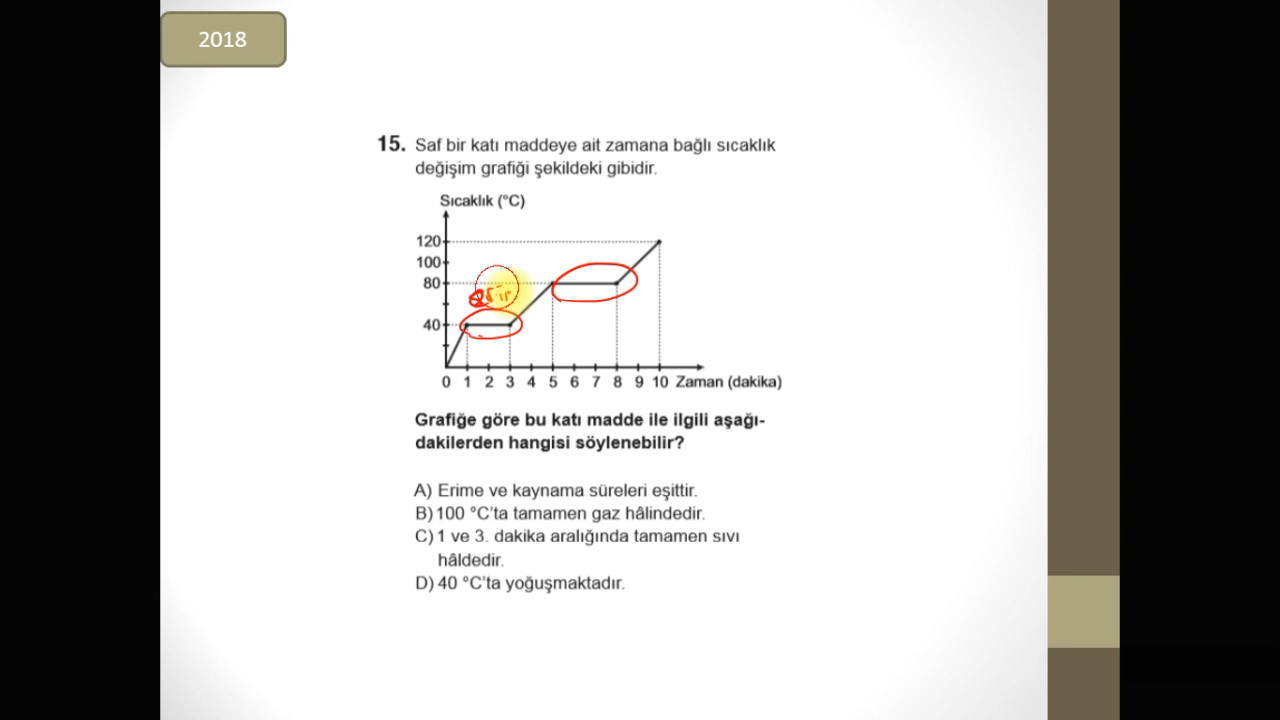 2018
15. Saf bir katı maddeye ait zamana bağlı sıcaklık
değişim grafiği şekildeki gibidir.
Sıcaklık (°C)
120
100
80
40
0 1 2 3 4 5 6 7 8 9 10 Zaman (dakika)
Grafiğe göre bu katı madde ile ilgili aşağı-
dakilerden hangisi söylenebilir?
A) Erime ve kaynama süreleri eşittir.
B) 100 °C'ta tamamen gaz hâlindedir.
C) 1 ve 3. dakika aralığında tamamen sıvı
hâldedir.
D) 40 °C'ta yoğuşmaktadır.